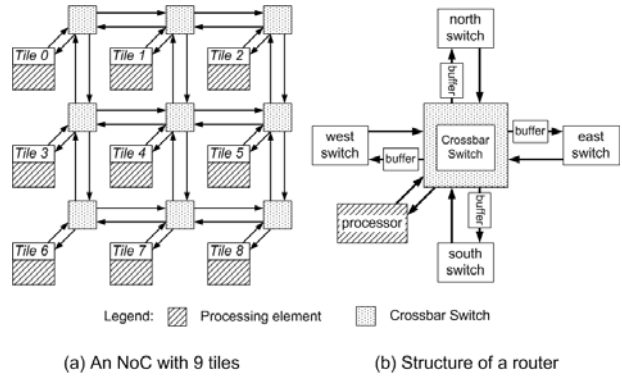 Tile 0
Tile 1
Tile 2
Tile 3
Tile 4
Tile 5
Tile 6
Tile 7
Tile 8
north
switch
buffer
west
switch
buffer
Crossbar
Switch
buffer
east
switch
processor
buffer
south
switch
Legend:
Processing element
Crossbar Switch
(a) An NoC with 9 tiles
(b) Structure of a router